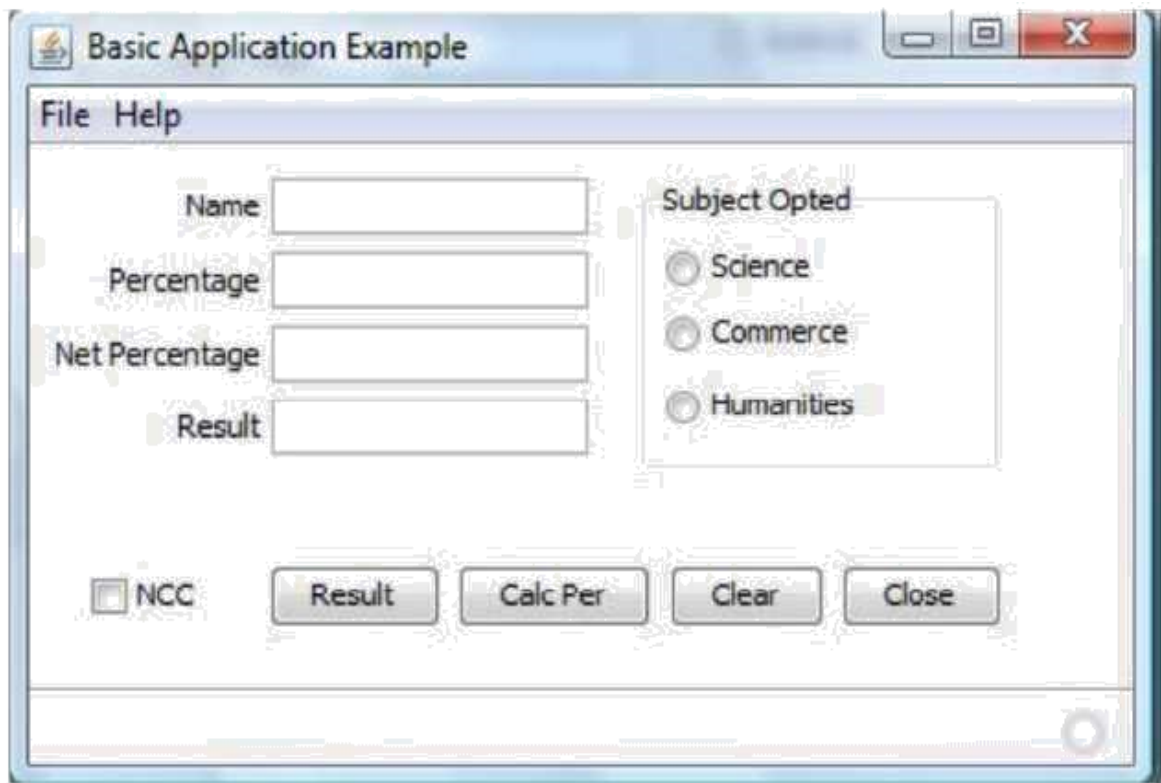 Basic Application Example
File Help
Name
Percentage
Net Percentage
Result
Subject Opted
Science
Commerce
Humanities
NCC
Result
Calc Per
Clear
Close